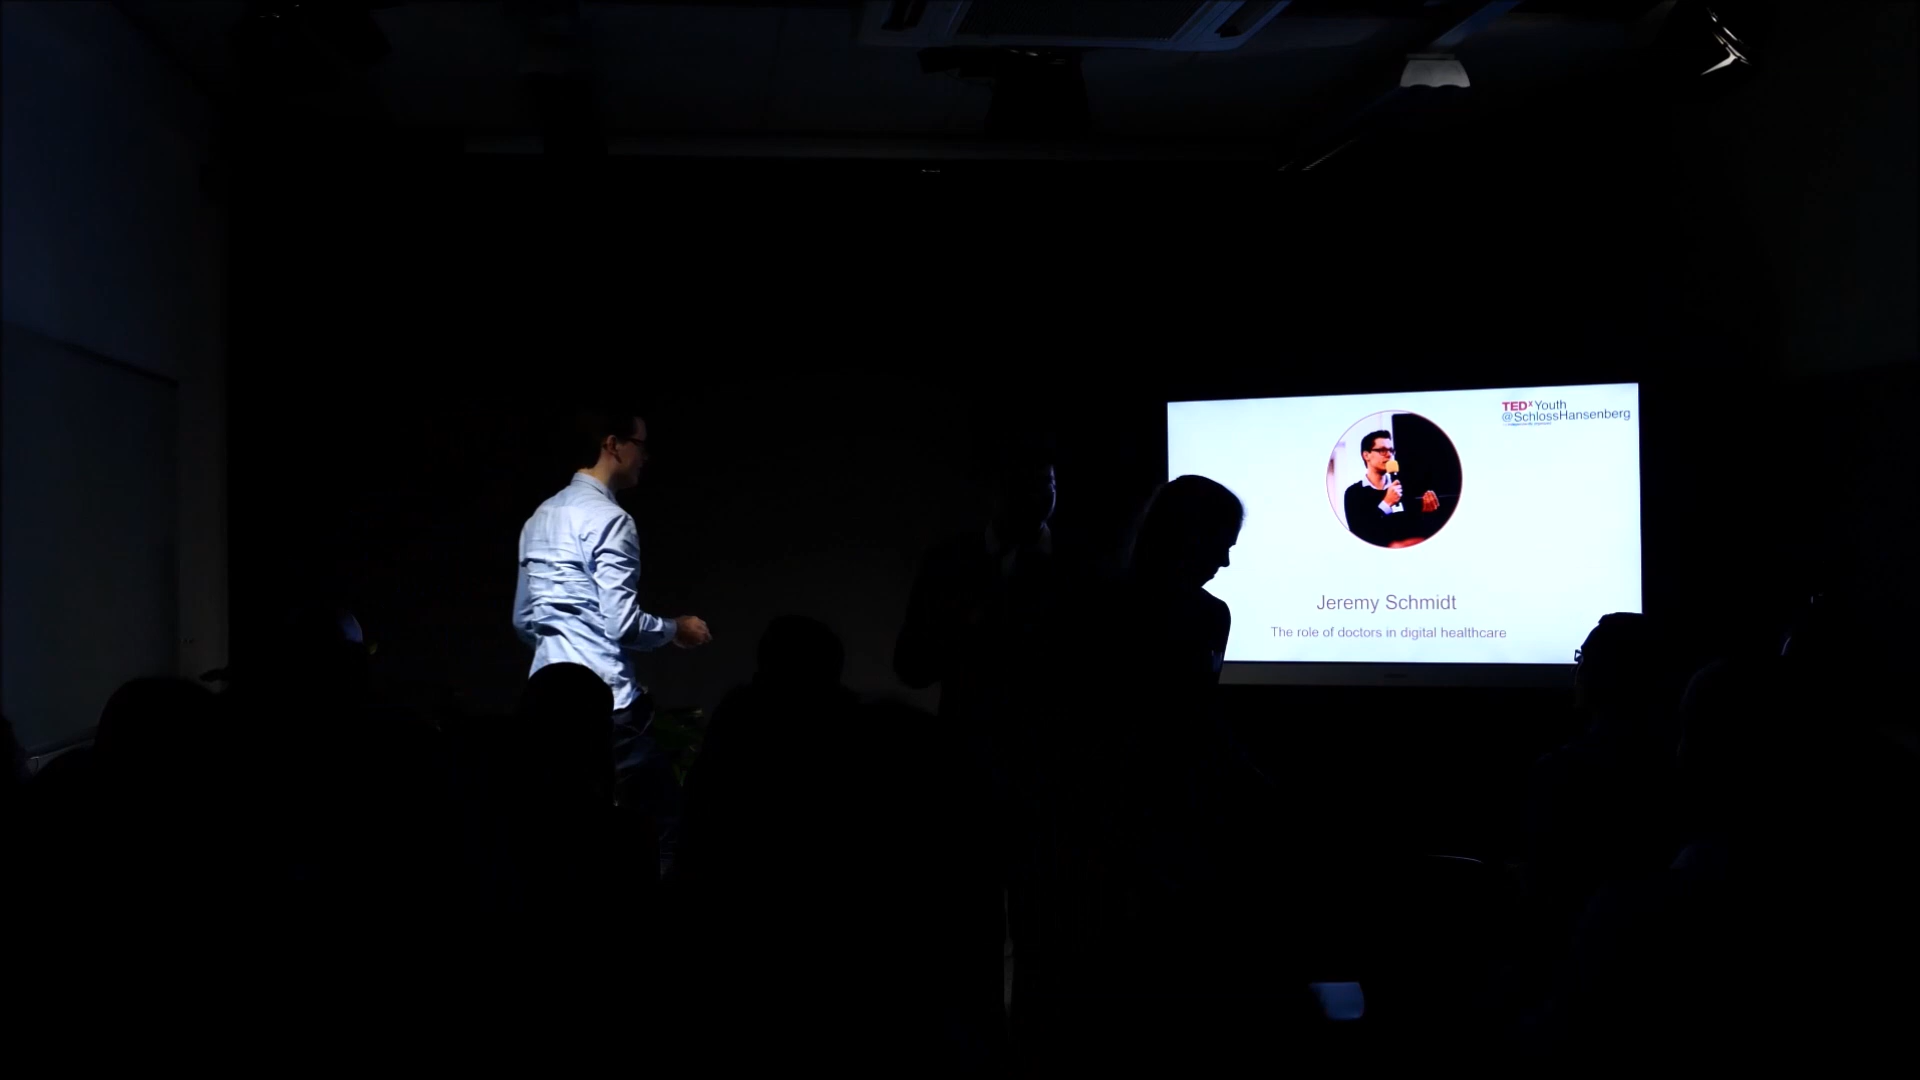 TEDxYouth
@SchlossHansenberg
Jeremy Schmidt
The role of doctors in digital healthcare